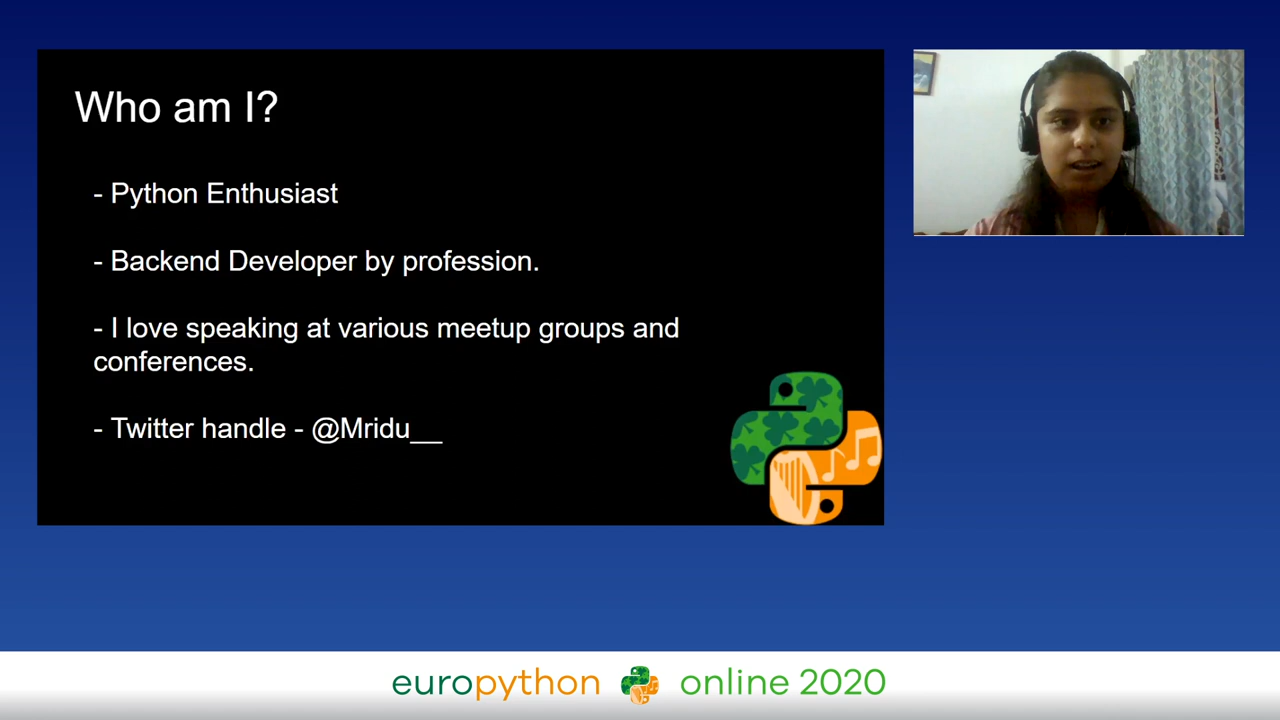 Who am I?
- Python Enthusiast
- Backend Developer by profession.
- I love speaking at various meetup groups and
conferences.
- Twitter handle - @Mridu__
europython online 2020